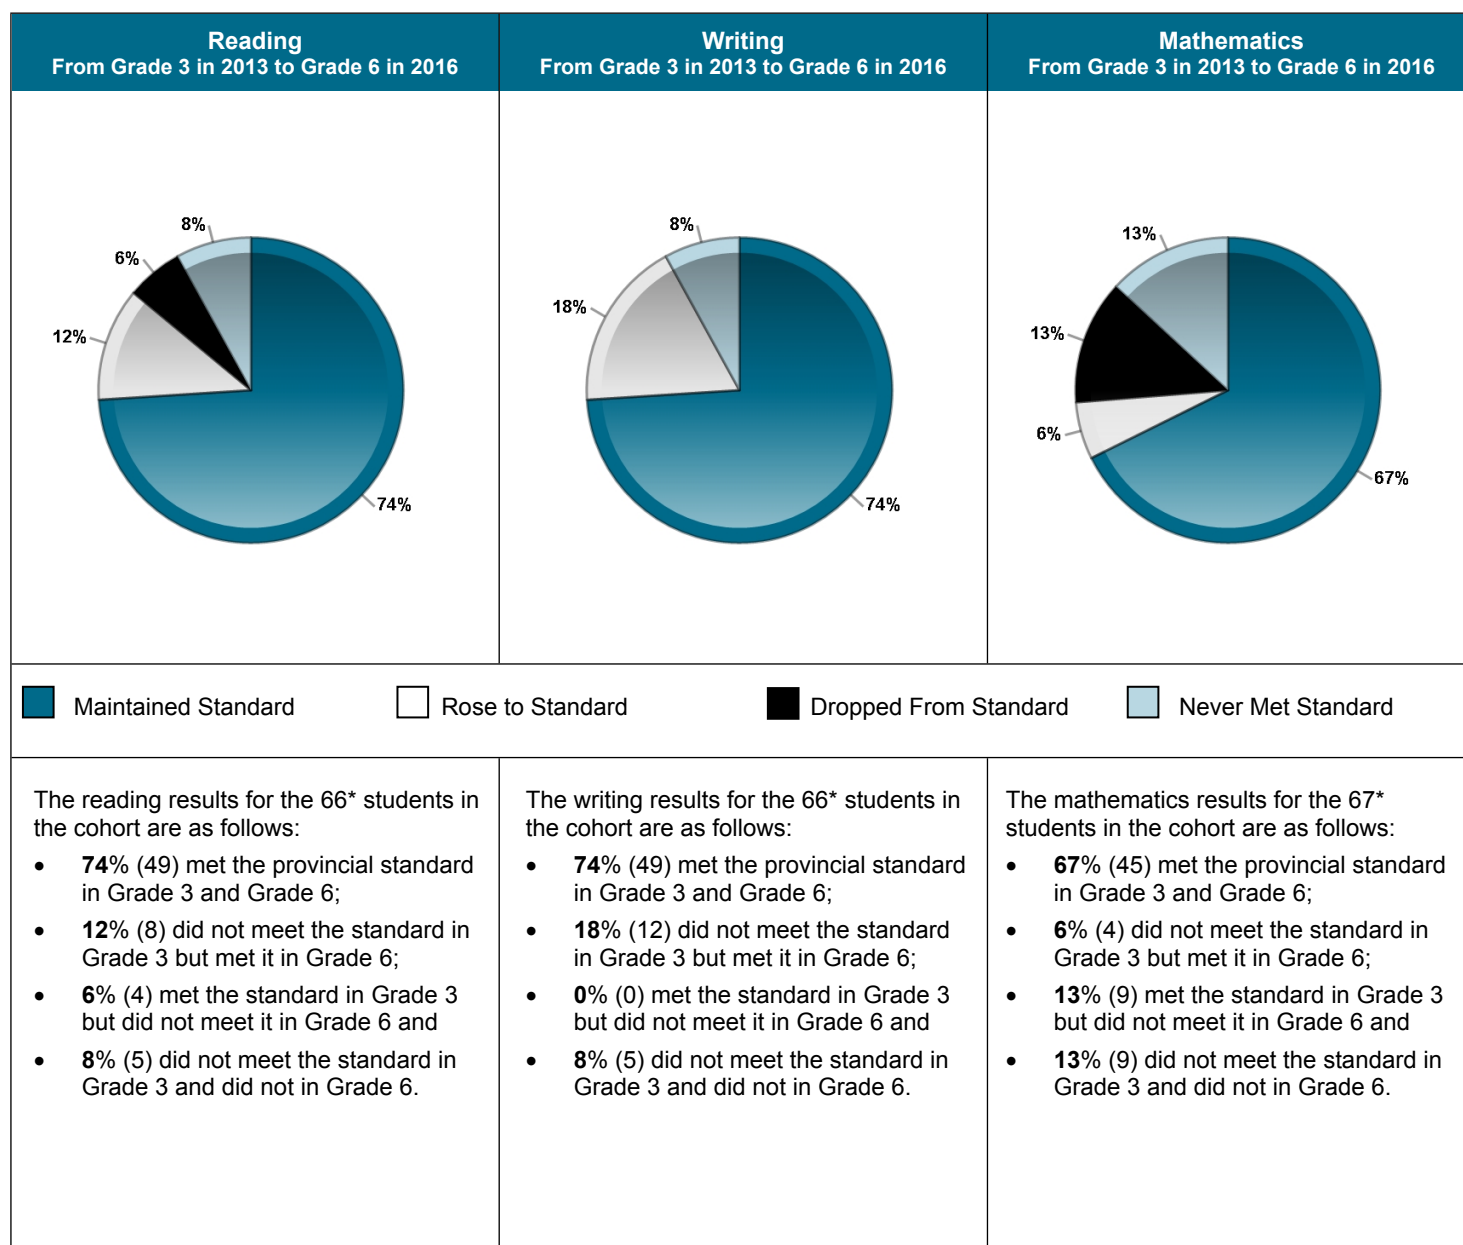 Reading
From Grade 3 in 2013 to Grade 6 in 2016
Writing
From Grade 3 in 2013 to Grade 6 in 2016
Mathematics
From Grade 3 in 2013 to Grade 6 in 2016
8%
6%
12%
74%
8%
18%
74%
13%
13%
6%
67%
Maintained Standard
Rose to Standard
Dropped From Standard
Never Met Standard
The reading results for the 66* students in
the cohort are as follows:
• 74% (49) met the provincial standard
in Grade 3 and Grade 6;
• 12% (8) did not meet the standard in
Grade 3 but met it in Grade 6;
• 6% (4) met the standard in Grade 3
but did not meet it in Grade 6 and
• 8% (5) did not meet the standard in
Grade 3 and did not in Grade 6.
The writing results for the 66* students in
the cohort are as follows:
• 74% (49) met the provincial standard
in Grade 3 and Grade 6;
• 18% (12) did not meet the standard
in Grade 3 but met it in Grade 6;
• 0% (0) met the standard in Grade 3
but did not meet it in Grade 6 and
• 8% (5) did not meet the standard in
Grade 3 and did not in Grade 6.
The mathematics results for the 67*
students in the cohort are as follows:
• 67% (45) met the provincial standard
in Grade 3 and Grade 6;
• 6% (4) did not meet the standard in
Grade 3 but met it in Grade 6;
• 13% (9) met the standard in Grade 3
but did not meet it in Grade 6 and
• 13% (9) did not meet the standard in
Grade 3 and did not in Grade 6.